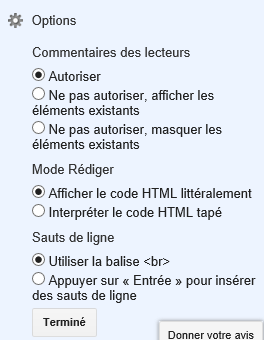 Options
Commentaires des lecteurs
Autoriser
Ne pas autoriser, afficher les
éléments existants
Ne pas autoriser, masquer les
éléments existants
Mode Rédiger
Afficher le code HTML littéralement
Interpréter le code HTML tapé
Sauts de ligne
Utiliser la balise <br>
Appuyer sur « Entrée » pour insérer
des sauts de ligne
Terminé
Donner votre avis